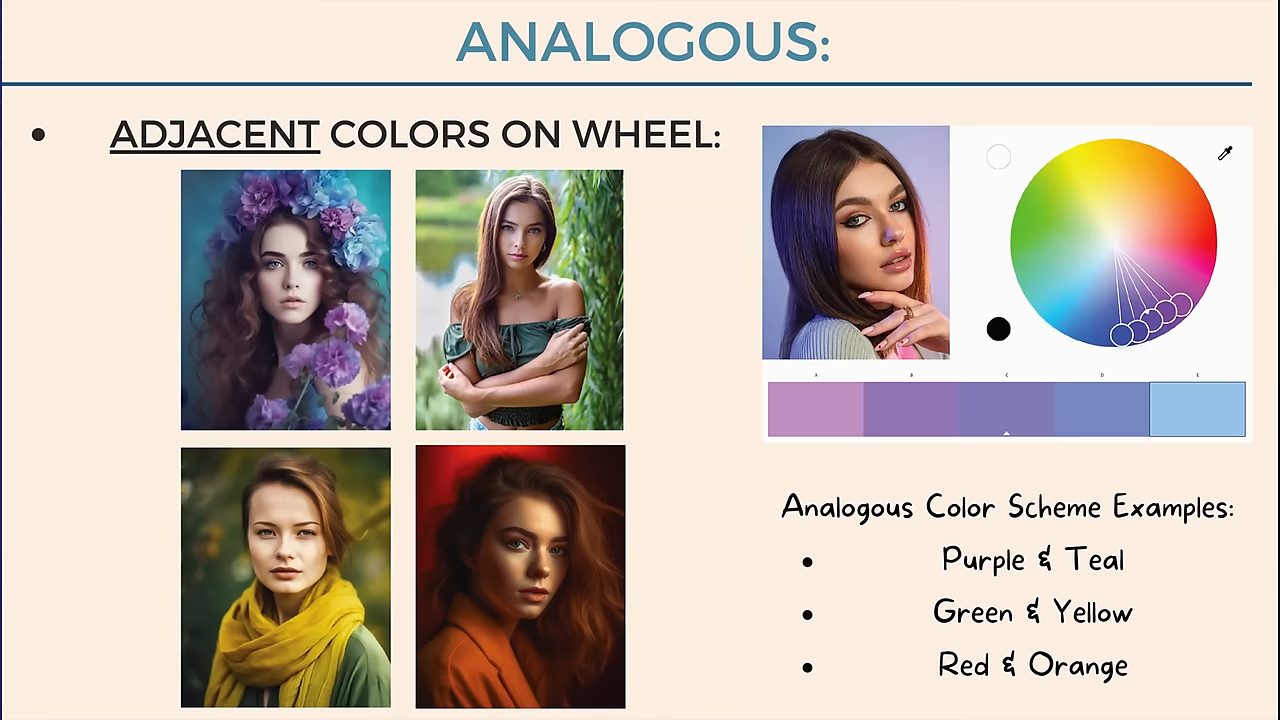 ANALOGOUS:
• ADJACENT COLORS ON WHEEL:
A B C D E
Analogous Color Scheme Examples:
• Purple & Teal
• Green & Yellow
• Red & Orange